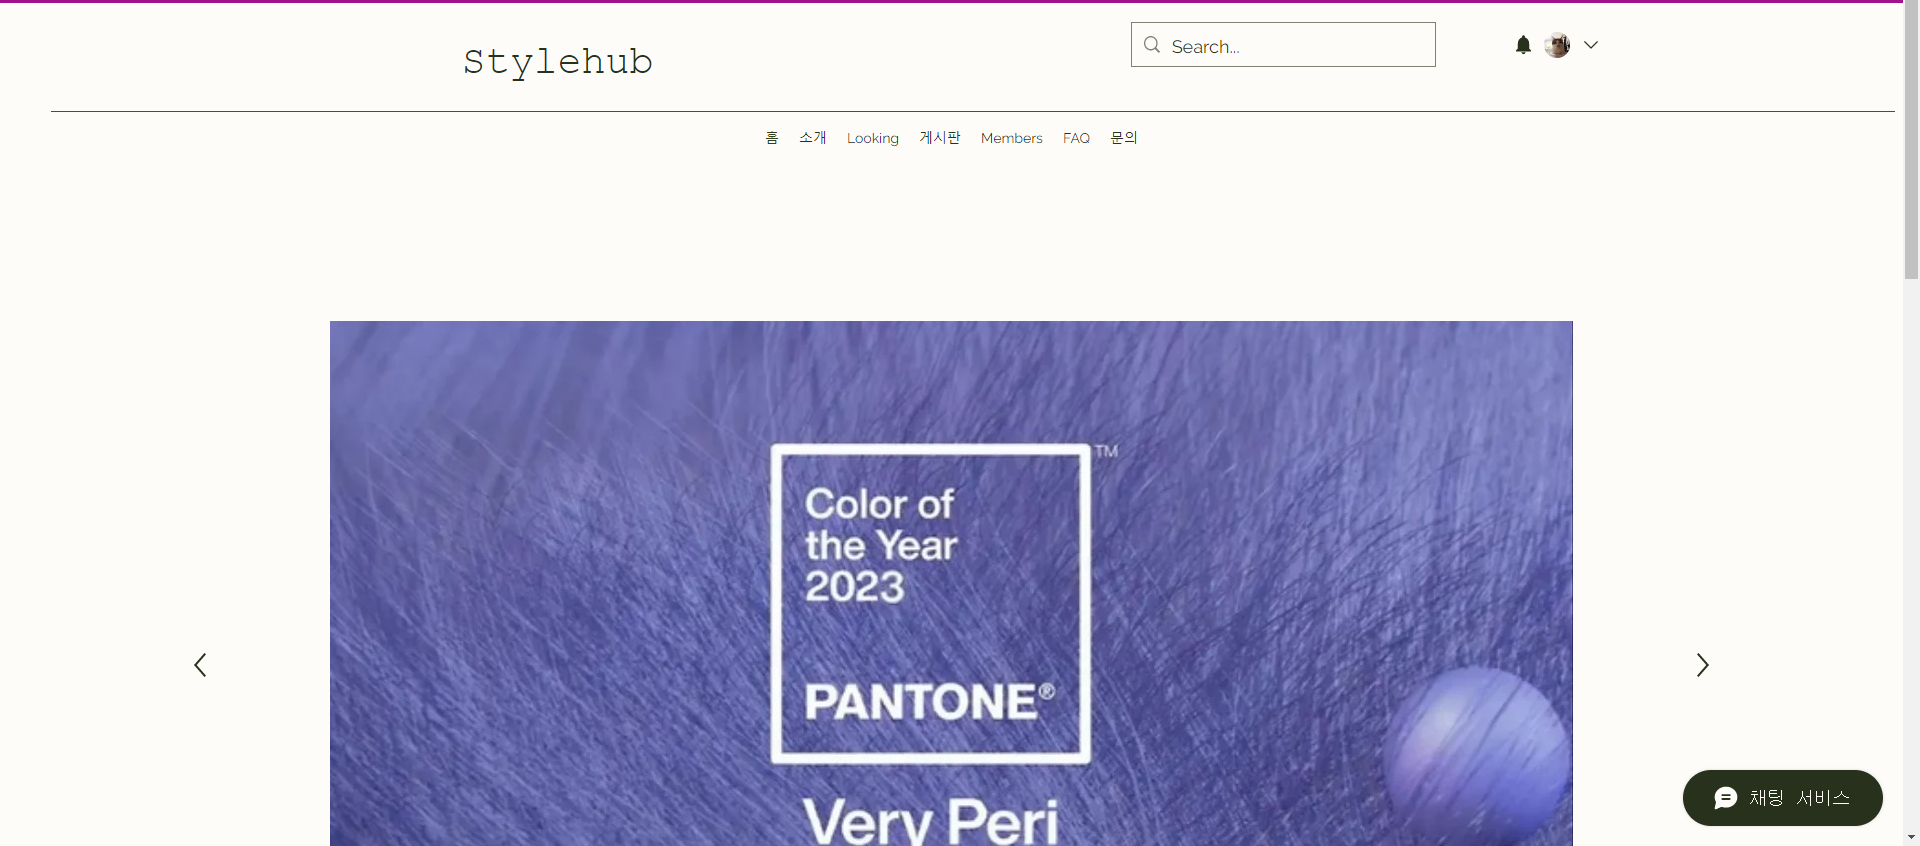 Stylehub
Search...
홈 소개 Looking 게시판 Members FAQ 문의
TM
Color of
the Year
2023
PANTONE®
Very Peri
채팅 서비스